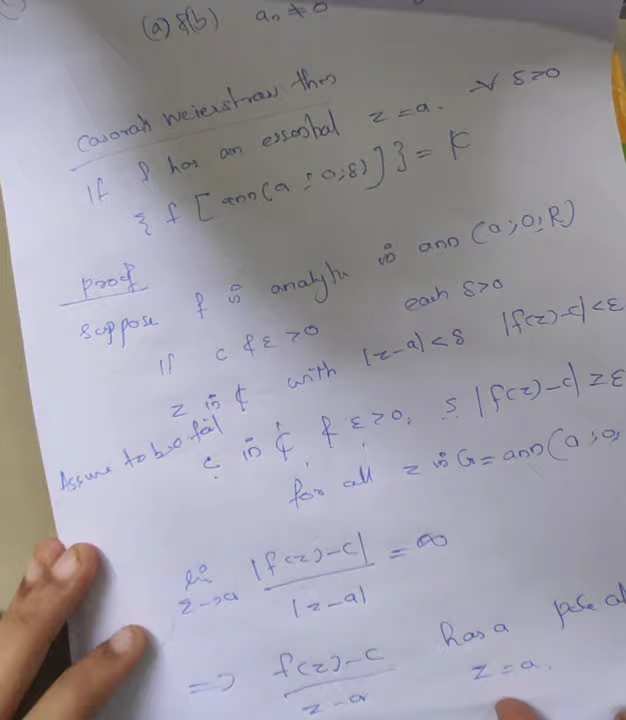 (a) & (b) an ≠ 0
Casorati Weierstrass thm
If f has an essential z = a. ∀ δ>0
{ f [ann(a ; 0; δ)] } = ₵
proof
suppose f is analytic in ann (a; 0; R)
If c & ε > 0 each δ>0
z in ₵ with |z-a| < δ |f(z)-c| < ε
Assume to be fail
c in ₵ & ε > 0, |f(z)-c| ≥ ε
for all z in G = ann(a ; 0,
lim z→a |f(z)-c| / |z-a| = ∞
⇒ f(z)-c / z-a has a pole at
z = a.